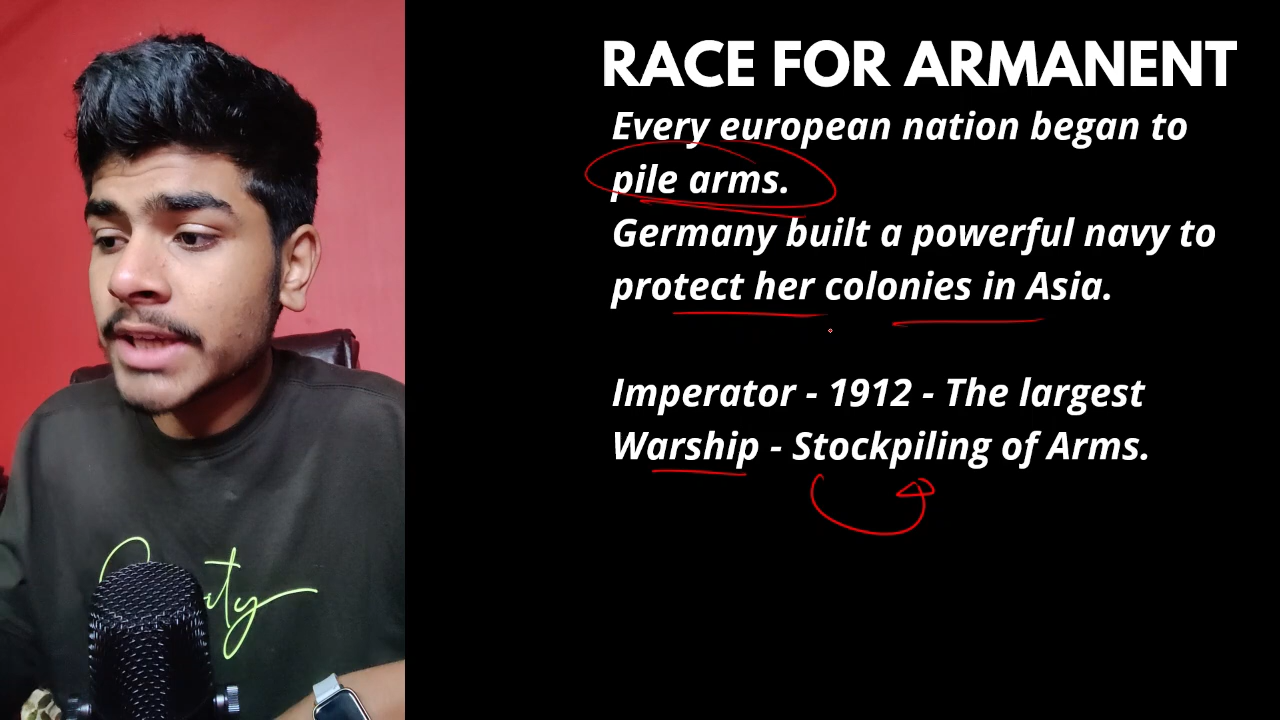 RACE FOR ARMANENT
Every european nation began to
pile arms.
Germany built a powerful navy to
protect her colonies in Asia.
Imperator - 1912 - The largest
Warship - Stockpiling of Arms.